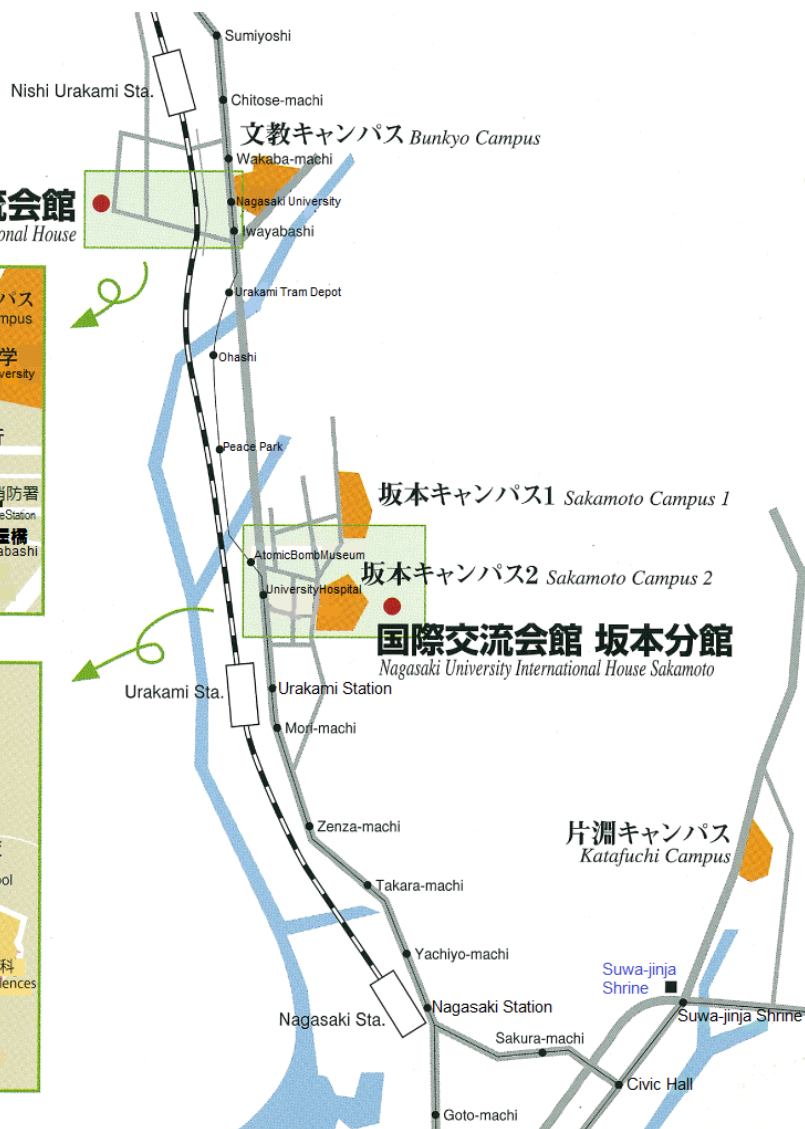 Sumiyoshi
Nishi Urakami Sta.
Chitose-machi
文教キャンパス Bunkyo Campus
Wakaba-machi
流会館
onal House
Nagasaki University
Iwayabashi
パス
mpus
学
versity
Urakami Tram Depot
Ohashi
Peace Park
消防署
eStation
屋橋
abashi
坂本キャンパス1 Sakamoto Campus 1
AtomicBombMuseum
坂本キャンパス2 Sakamoto Campus 2
UniversityHospital
国際交流会館 坂本分館
Nagasaki University International House Sakamoto
Urakami Sta.
Urakami Station
Mori-machi
Zenza-machi
片淵キャンパス
Katafuchi Campus
ool
Takara-machi
Yachiyo-machi
科
dences
Suwa-jinja
Shrine
Nagasaki Sta.
Nagasaki Station
Suwa-jinja Shrine
Sakura-machi
Civic Hall
Goto-machi